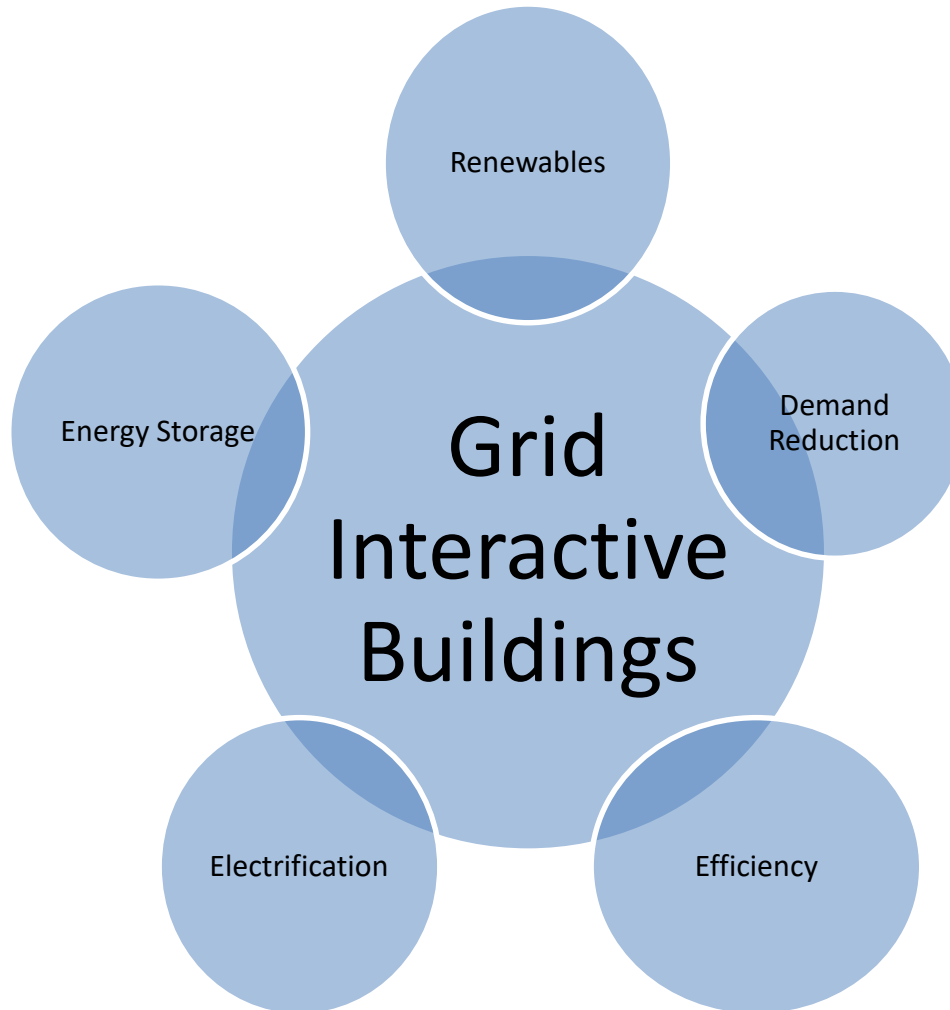 Renewables
Energy Storage
Demand
Reduction
Grid
Interactive
Buildings
Electrification
Efficiency